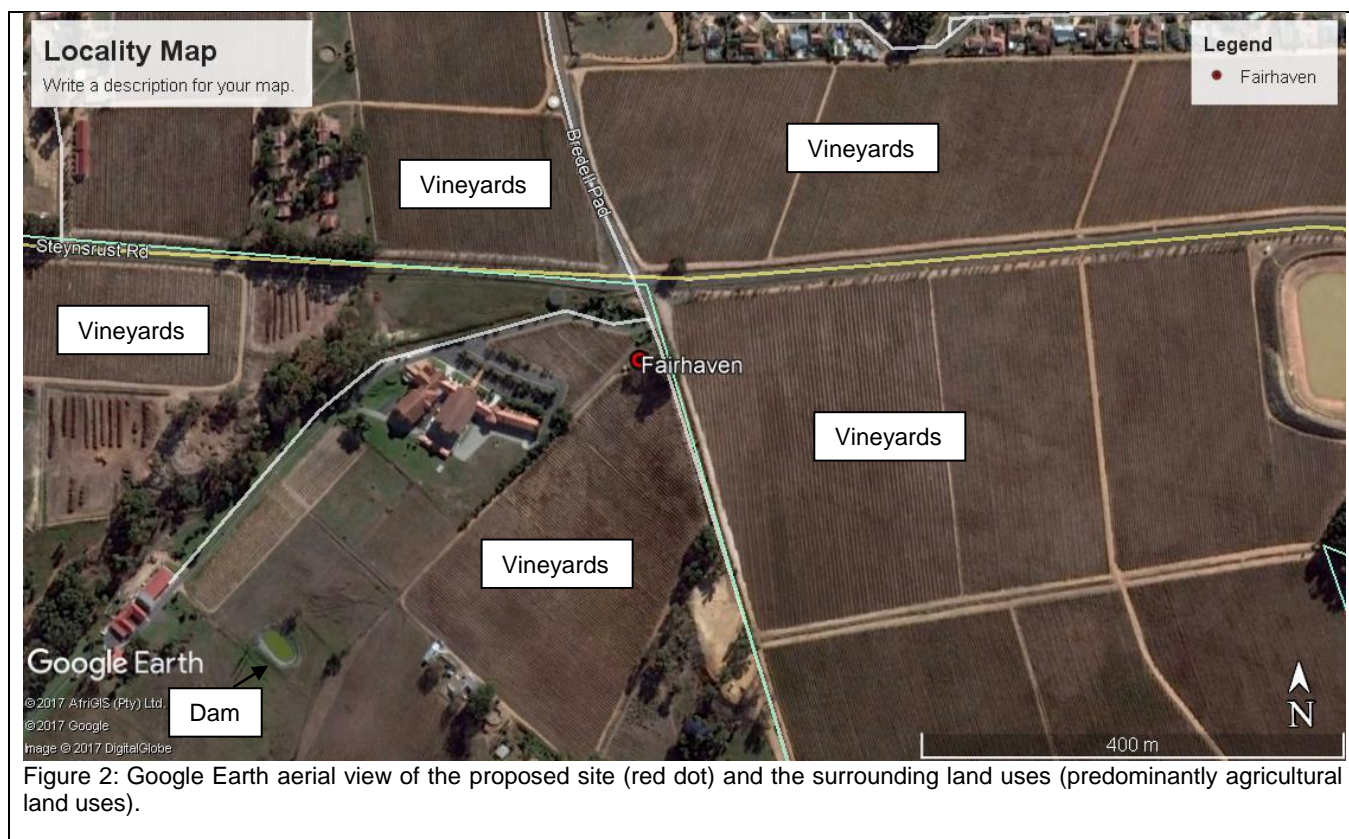 Locality Map
Write a description for your map.
Legend
Fairhaven
Bredell Pad
Vineyards
Vineyards
Steynsrust Rd
Vineyards
Fairhaven
Vineyards
Vineyards
Google Earth
© 2017 AfriGIS (Pty) Ltd.
© 2017 Google
Image © 2017 DigitalGlobe
Dam
N
400 m
Figure 2: Google Earth aerial view of the proposed site (red dot) and the surrounding land uses (predominantly agricultural
land uses).